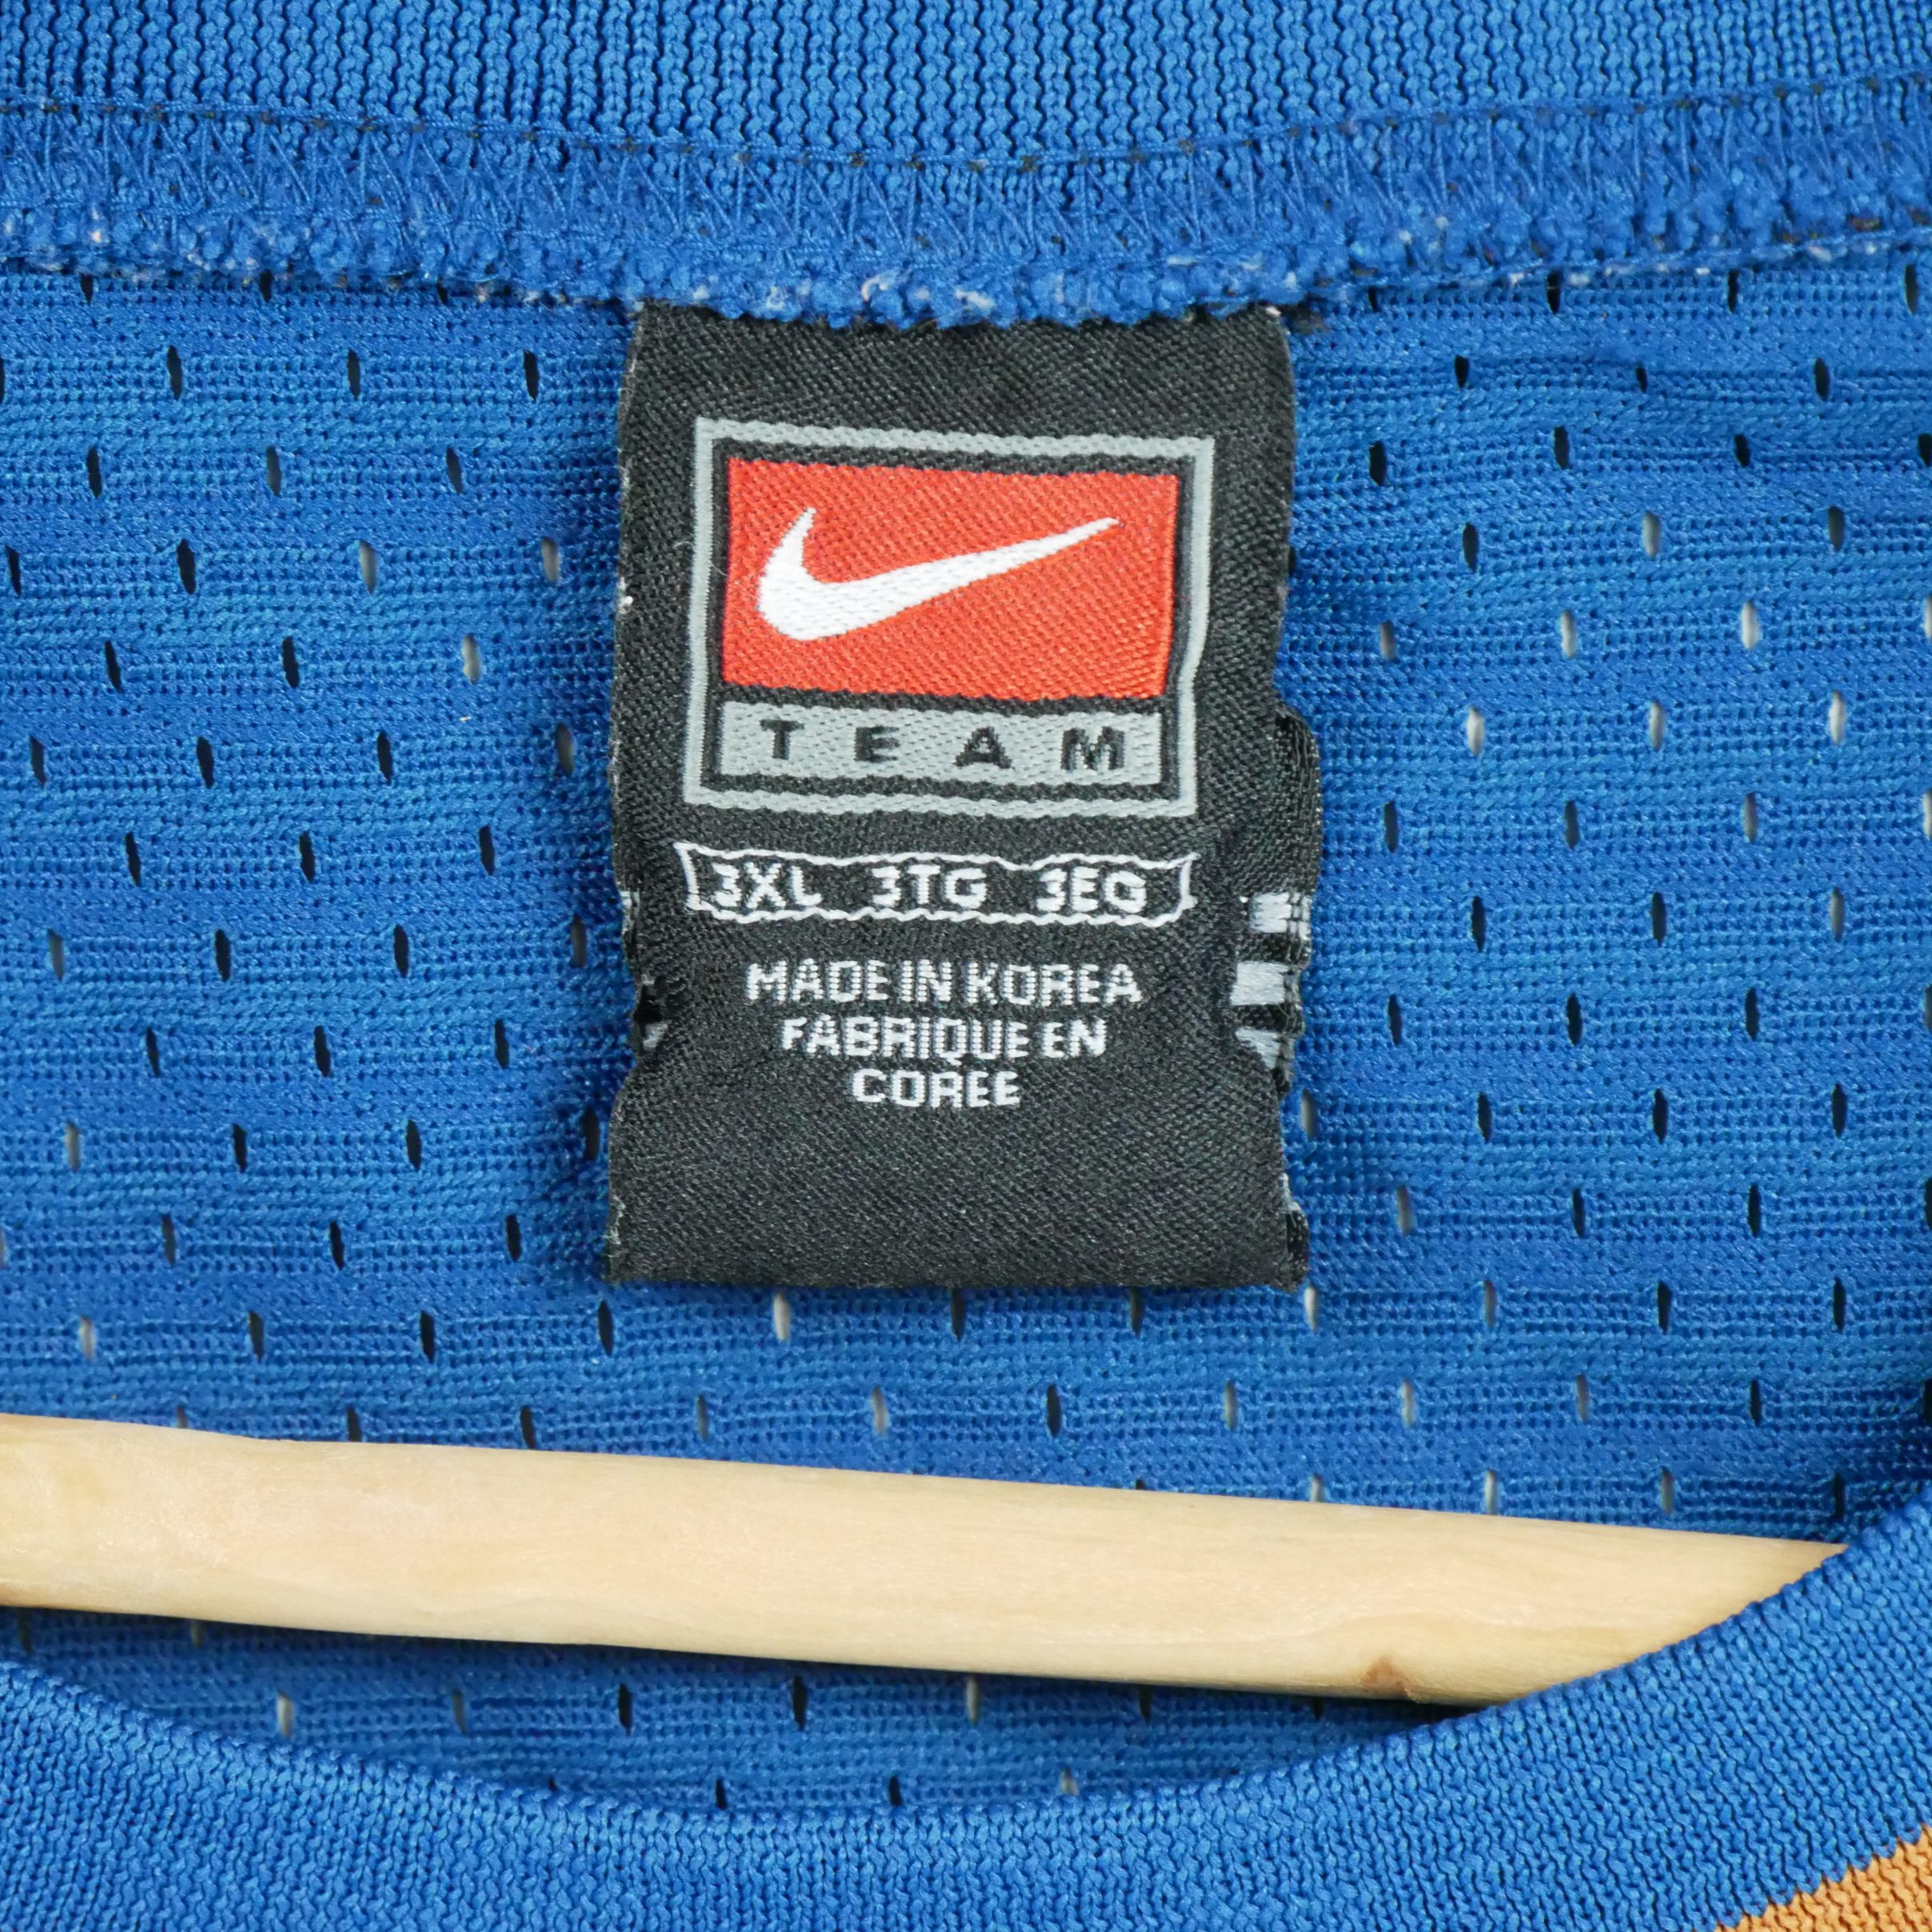 TEAM
3XL 3TG 3EG
MADE IN KOREA
FABRIQUE EN
COREE